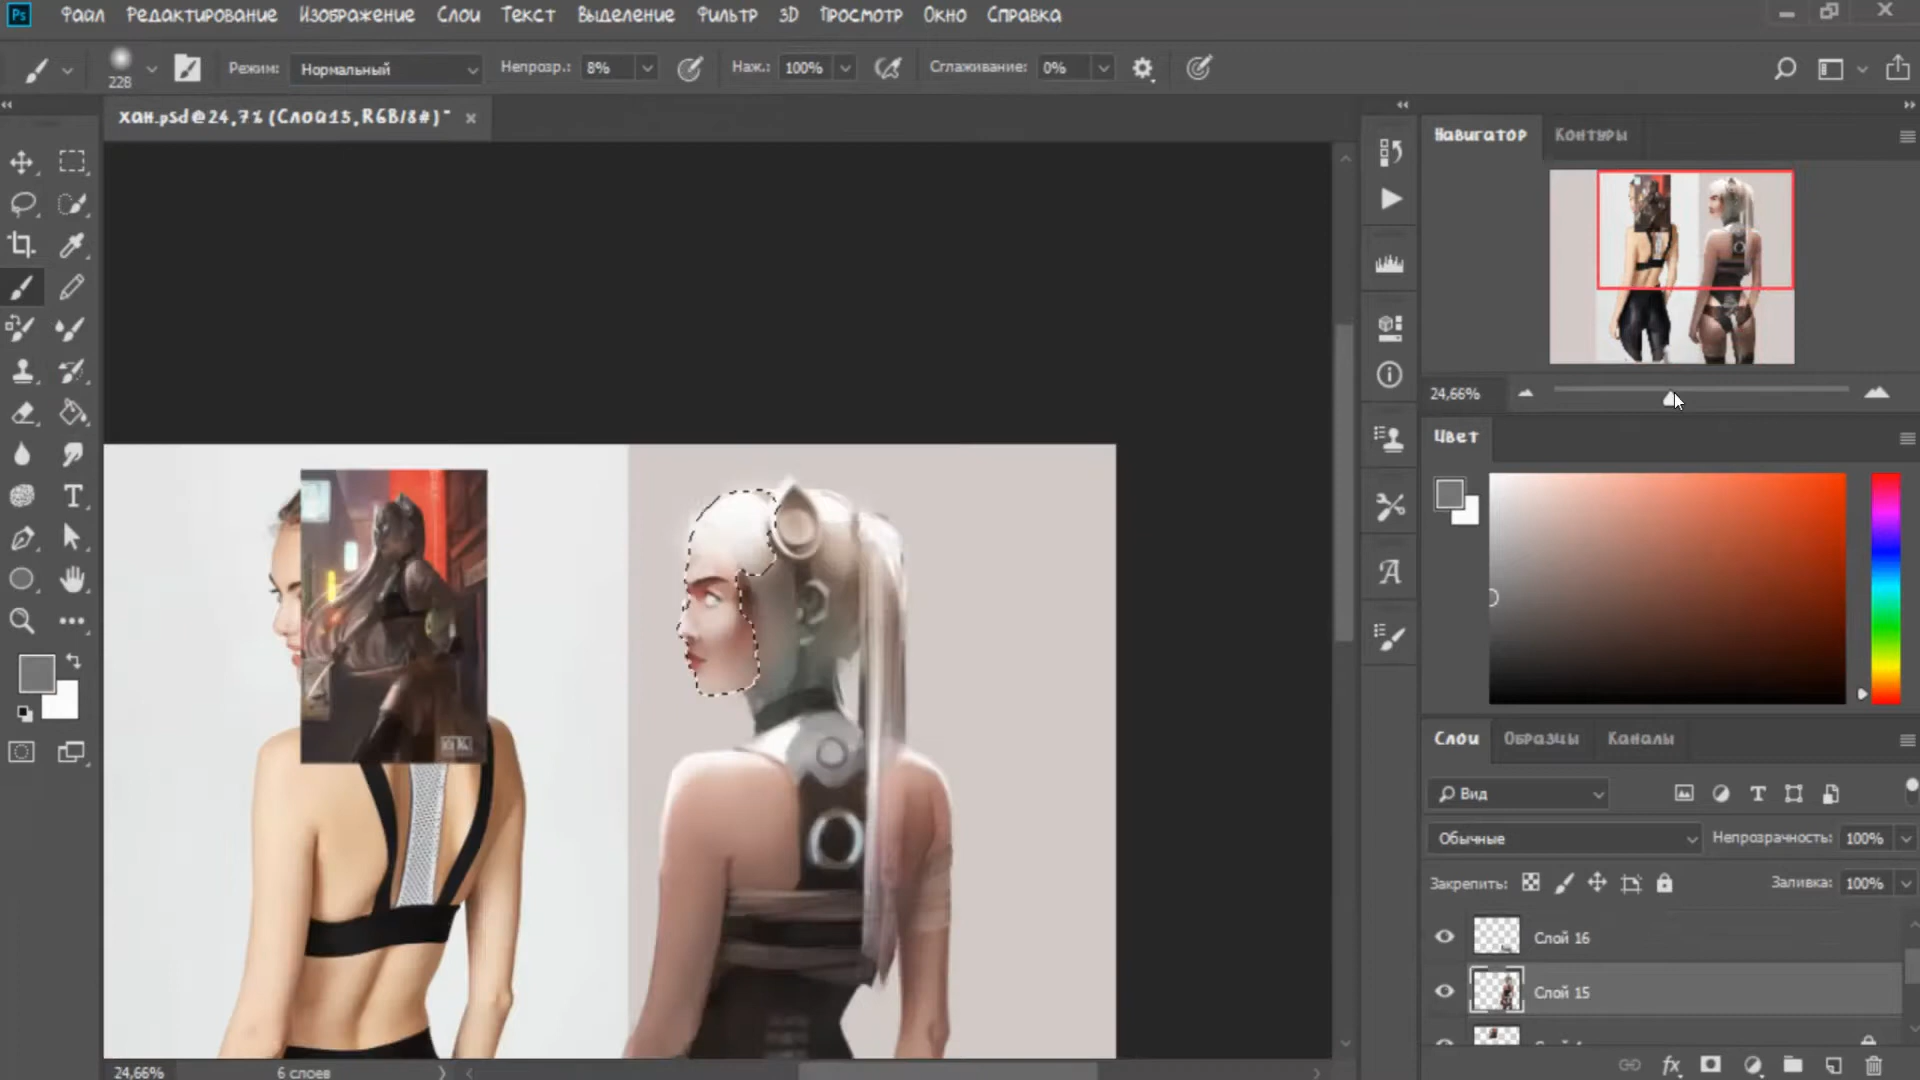 Ps
Файл Редактирование Изображение Слои Текст Выделение Фильтр 3D Просмотр Окно Справка
228
Режим: Нормальный Непрозр.: 8% Наж.: 100% Сглаживание: 0%
хан.psd @ 24,7% (Слой 15, RGB/8#) *
Навигатор Контуры
24,66%
Цвет
Слои Образцы Каналы
Вид
Обычные Непрозрачность: 100%
Закрепить: Заливка: 100%
Слой 16
Слой 15
24,66% 6 слоев